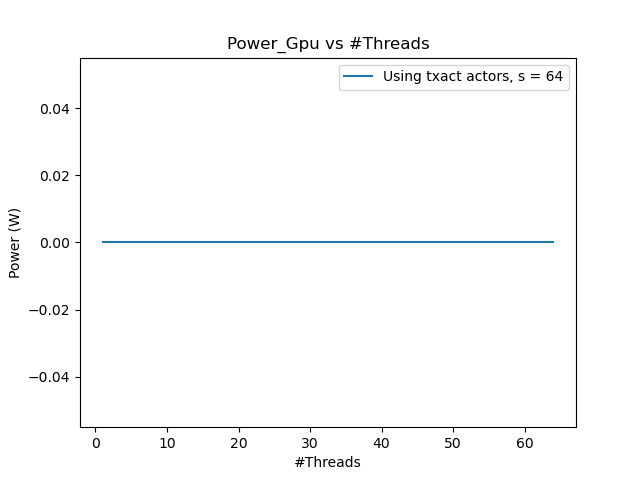 Power_Gpu vs #Threads
Using txact actors, s = 64
0.04
0.02
0.00
−0.02
−0.04
Power (W)
0 10 20 30 40 50 60
#Threads